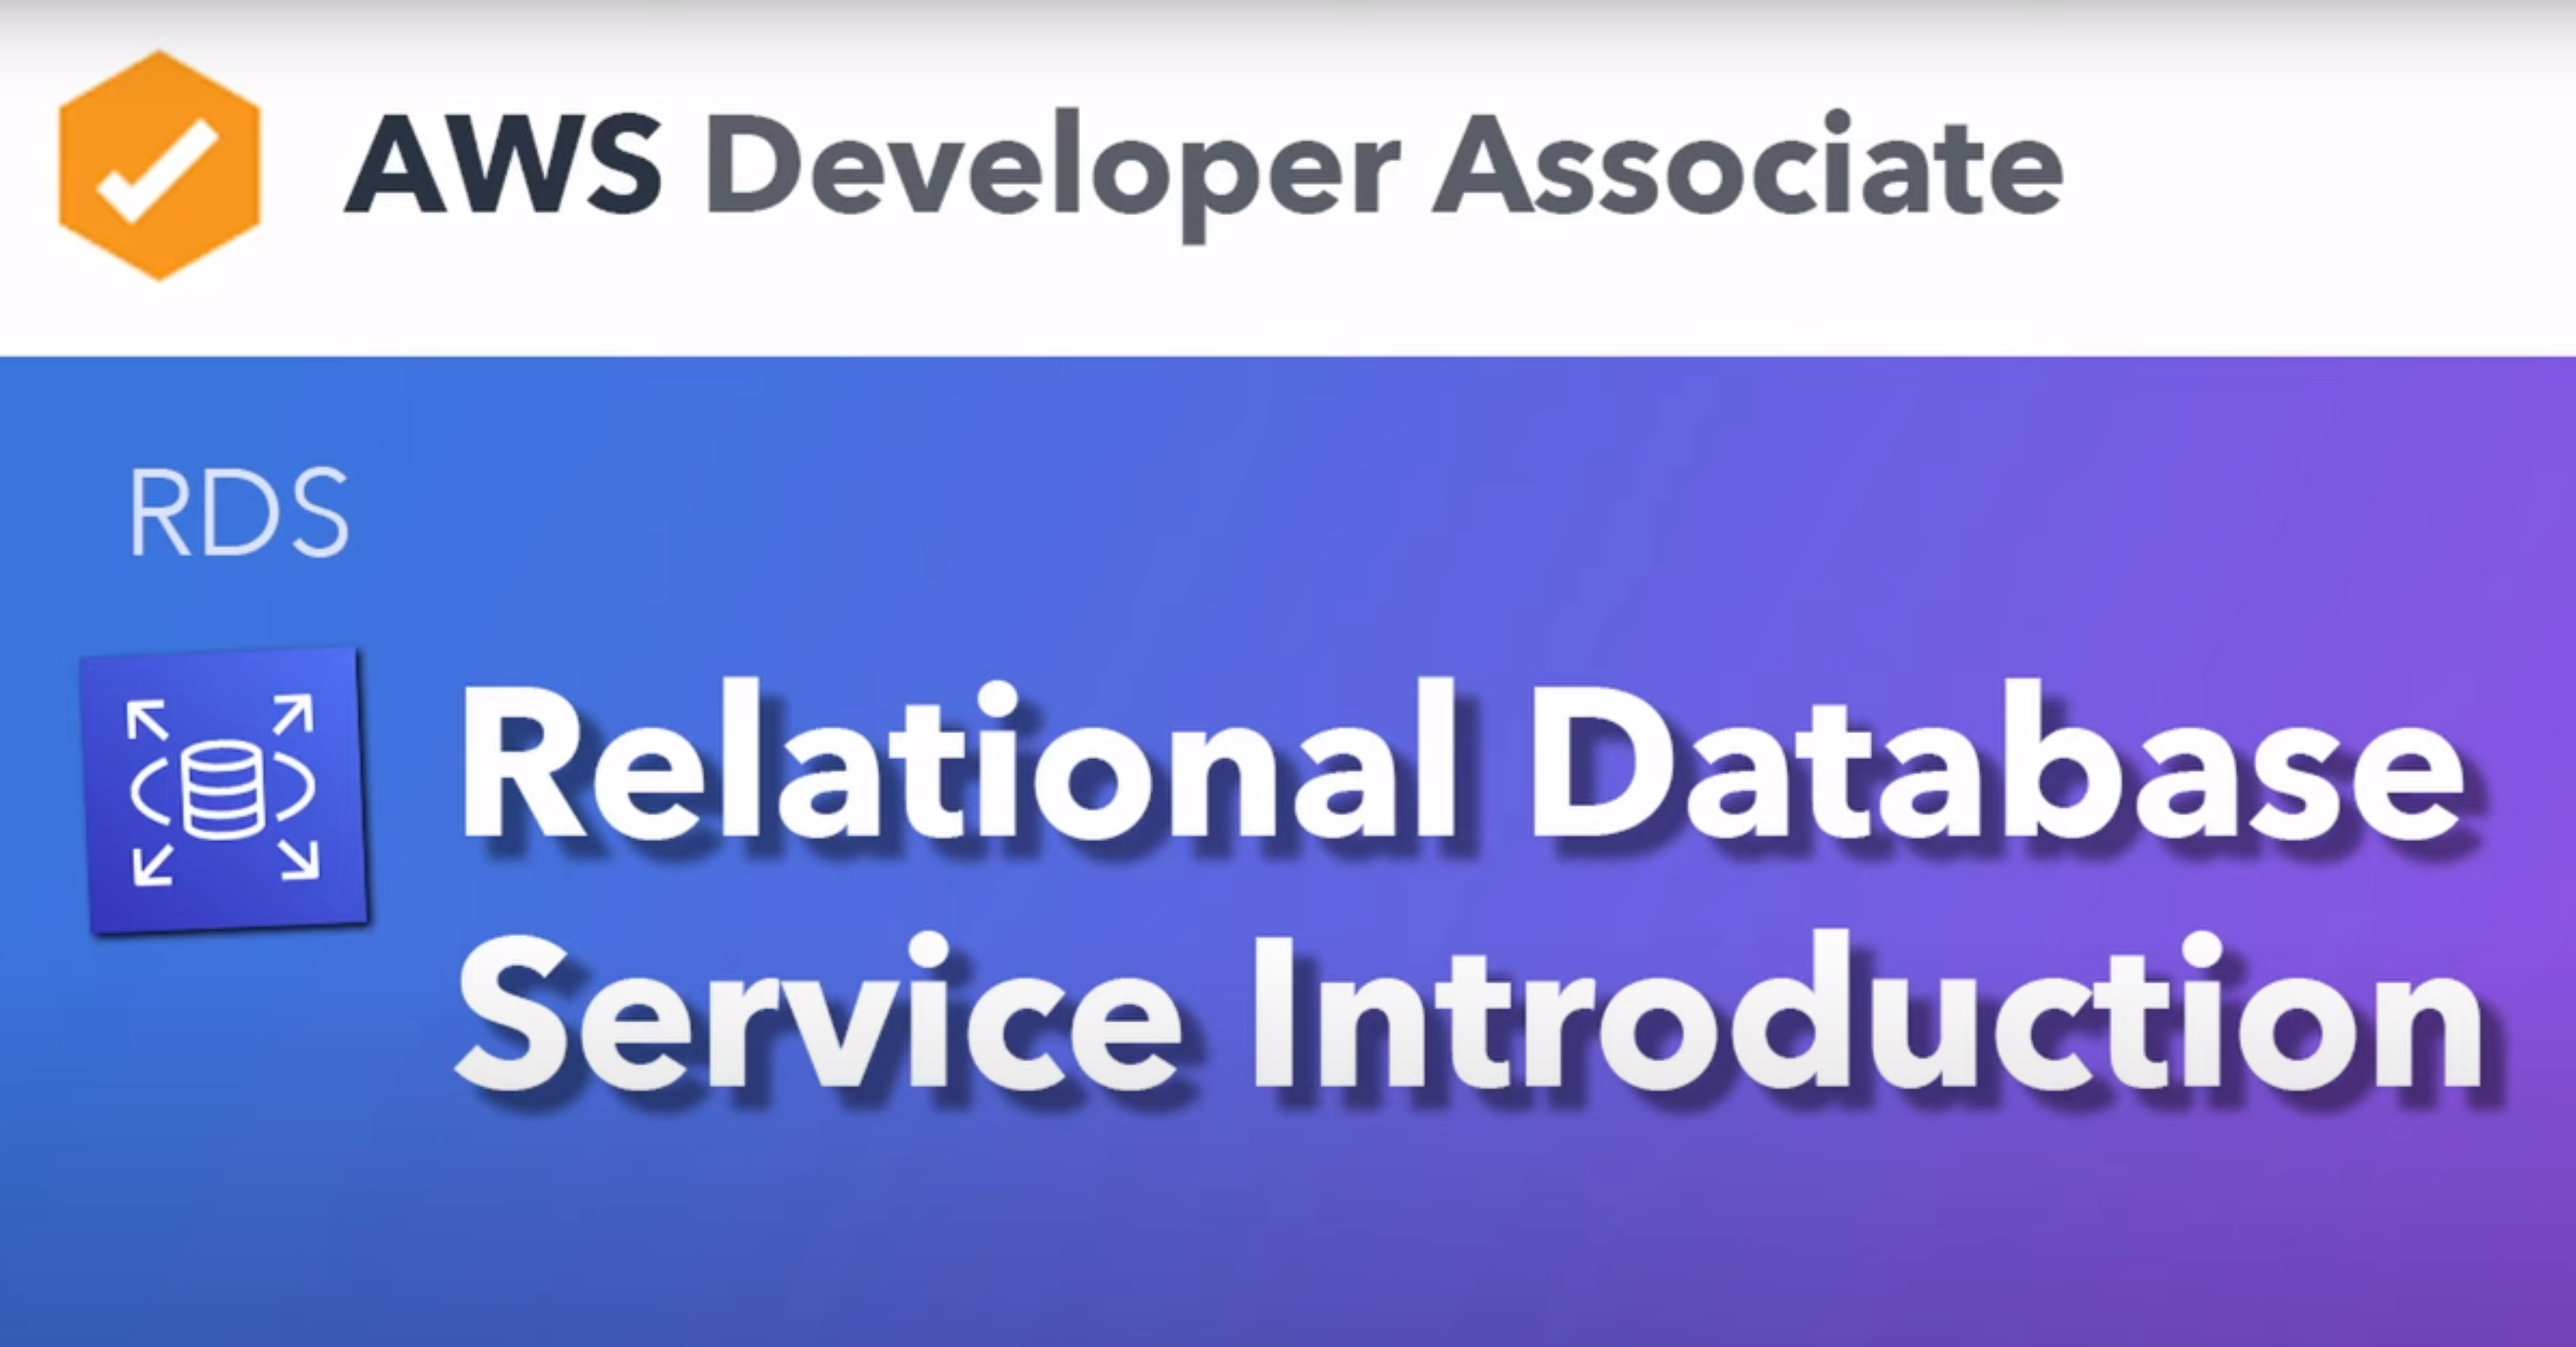 AWS Developer Associate
RDS
Relational Database
Service Introduction